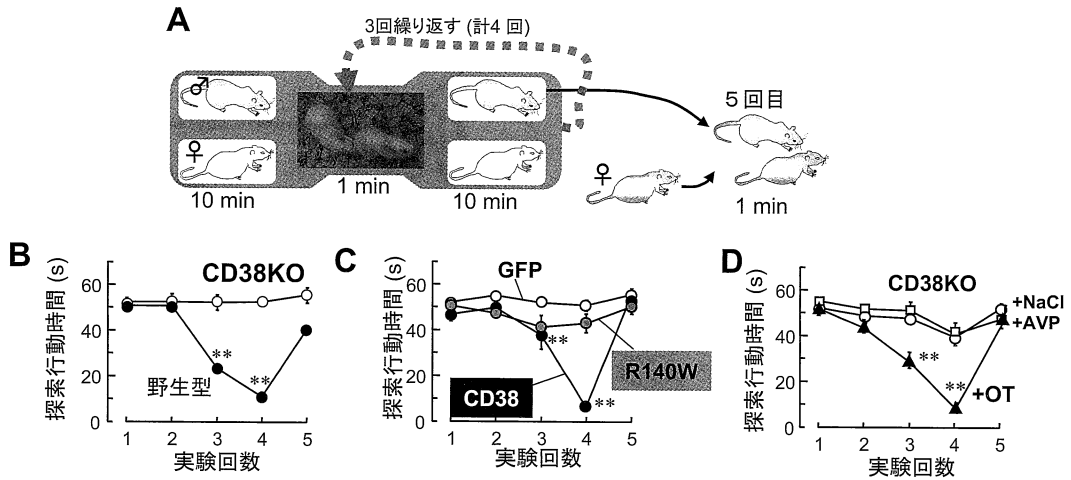 A
3回繰り返す (計4 回)
♂
♀
10 min
1 min
10 min
♀
5 回目
1 min
B
探索行動時間 (s)
60
40
20
0
CD38KO
**
**
野生型
1 2 3 4 5
実験回数
C
探索行動時間 (s)
60
40
20
0
GFP
**
R140W
CD38
**
1 2 3 4 5
実験回数
D
探索行動時間 (s)
60
40
20
0
CD38KO
+NaCl
+AVP
**
**
+OT
1 2 3 4 5
実験回数